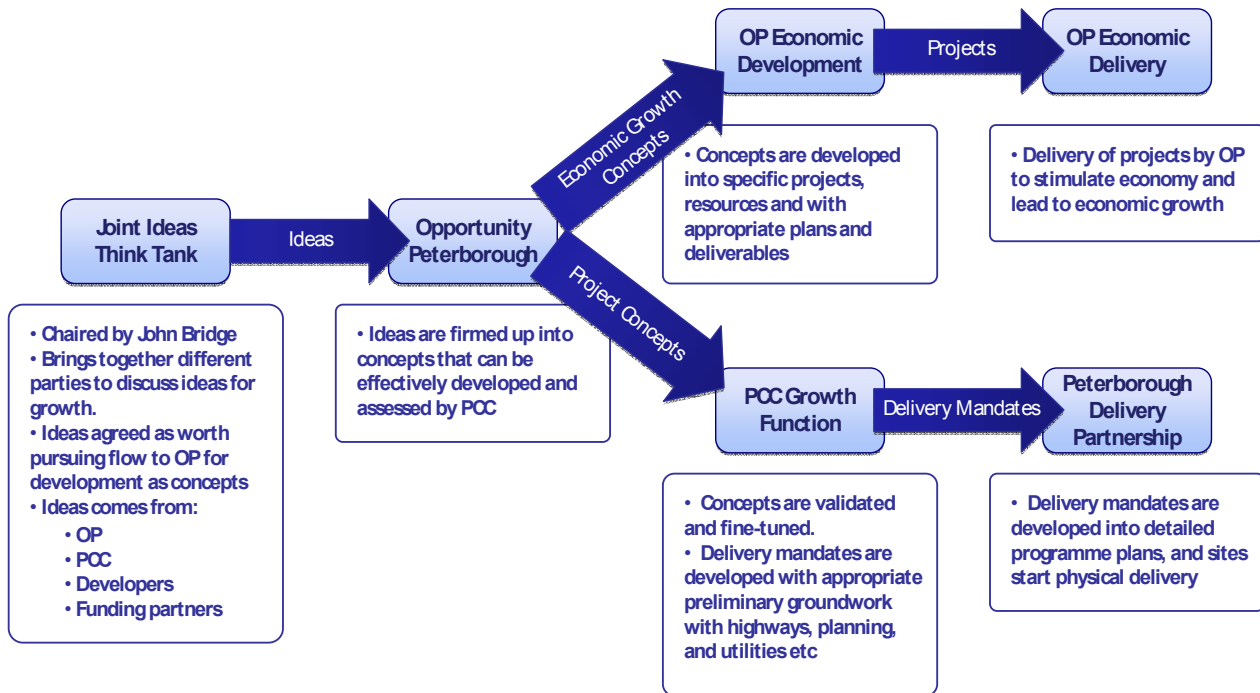 Joint Ideas
Think Tank
Ideas
• Chaired by John Bridge
• Brings together different
parties to discuss ideas for
growth.
• Ideas agreed as worth
pursuing flow to OP for
development as concepts
• Ideas comes from:
• OP
• PCC
• Developers
• Funding partners
Opportunity
Peterborough
• Ideas are firmed up into
concepts that can be
effectively developed and
assessed by PCC
Economic Growth
Concepts
OP Economic
Development
Projects
OP Economic
Delivery
• Concepts are developed
into specific projects,
resources and with
appropriate plans and
deliverables
• Delivery of projects by OP
to stimulate economy and
lead to economic growth
Project Concepts
PCC Growth
Function
Delivery Mandates
Peterborough
Delivery
Partnership
• Concepts are validated
and fine-tuned.
• Delivery mandates are
developed with appropriate
preliminary groundwork
with highways, planning,
and utilities etc
• Delivery mandates are
developed into detailed
programme plans, and sites
start physical delivery